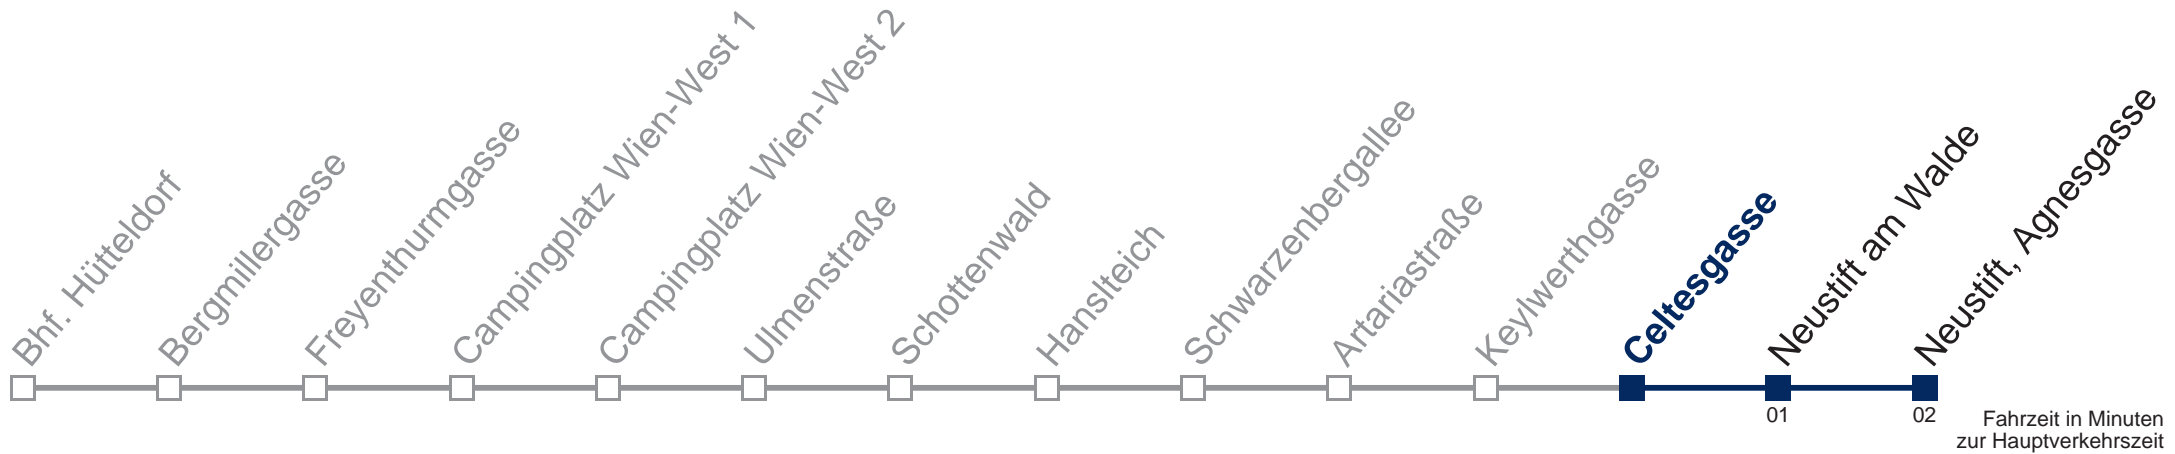 Bhf. Hütteldorf
Bergmillergasse
Freyenthurmgasse
Campingplatz Wien-West 1
Campingplatz Wien-West 2
Ulmenstraße
Schottenwald
Hanslteich
Schwarzenbergallee
Artariastraße
Keylwerthgasse
Celtesgasse
Neustift am Walde
Neustift, Agnesgasse
01
02
Fahrzeit in Minuten
zur Hauptverkehrszeit